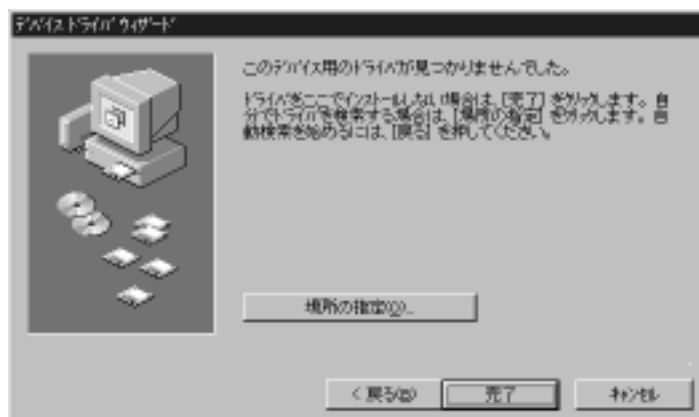 ﾃﾞﾊﾞｲｽ ﾄﾞﾗｲﾊﾞ ｳｨｻﾞｰﾄﾞ
このﾃﾞﾊﾞｲｽ用のﾄﾞﾗｲﾊﾞが見つかりませんでした。
ﾄﾞﾗｲﾊﾞをここでｲﾝｽﾄｰﾙしない場合は、[完了] をｸﾘｯｸします。自
分でﾄﾞﾗｲﾊﾞを検索する場合は、[場所の指定] をｸﾘｯｸします。自
動検索を始めるには、[戻る] を押してください。
場所の指定(O)...
< 戻る(B)
完了
ｷｬﾝｾﾙ